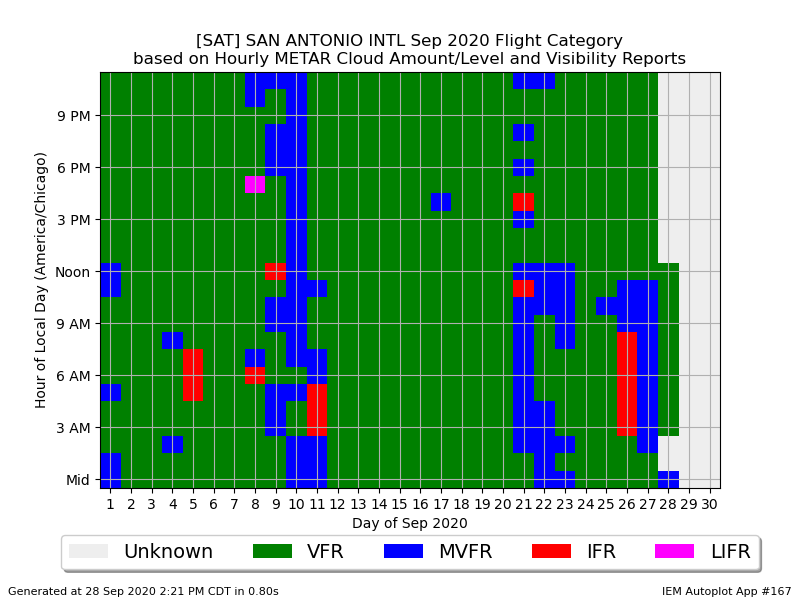 [SAT] SAN ANTONIO INTL Sep 2020 Flight Category
based on Hourly METAR Cloud Amount/Level and Visibility Reports
Hour of Local Day (America/Chicago)
9 PM
6 PM
3 PM
Noon
9 AM
6 AM
3 AM
Mid
1 2 3 4 5 6 7 8 9 10 11 12 13 14 15 16 17 18 19 20 21 22 23 24 25 26 27 28 29 30
Day of Sep 2020
Unknown VFR MVFR IFR LIFR
Generated at 28 Sep 2020 2:21 PM CDT in 0.80s IEM Autoplot App #167